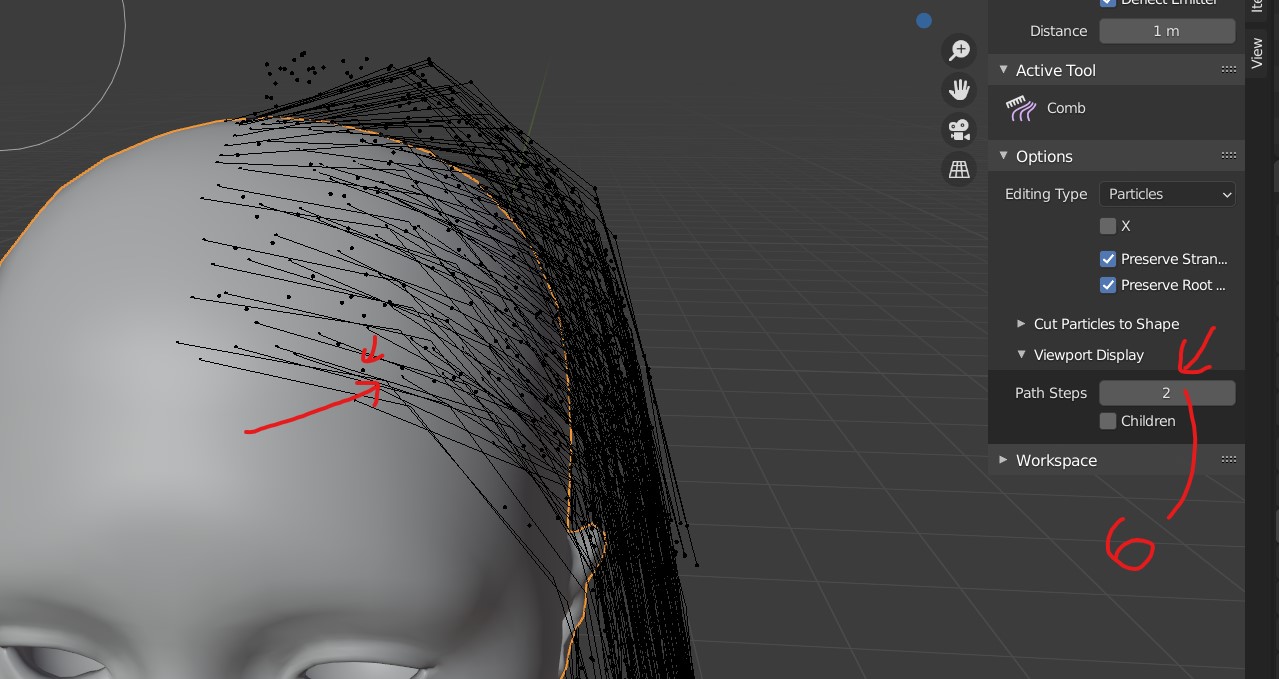 Deflect Emitter
Distance 1 m
Active Tool
Comb
Options
Editing Type Particles
X
Preserve Stran...
Preserve Root ...
Cut Particles to Shape
Viewport Display
Path Steps 2
Children
Workspace
6
View